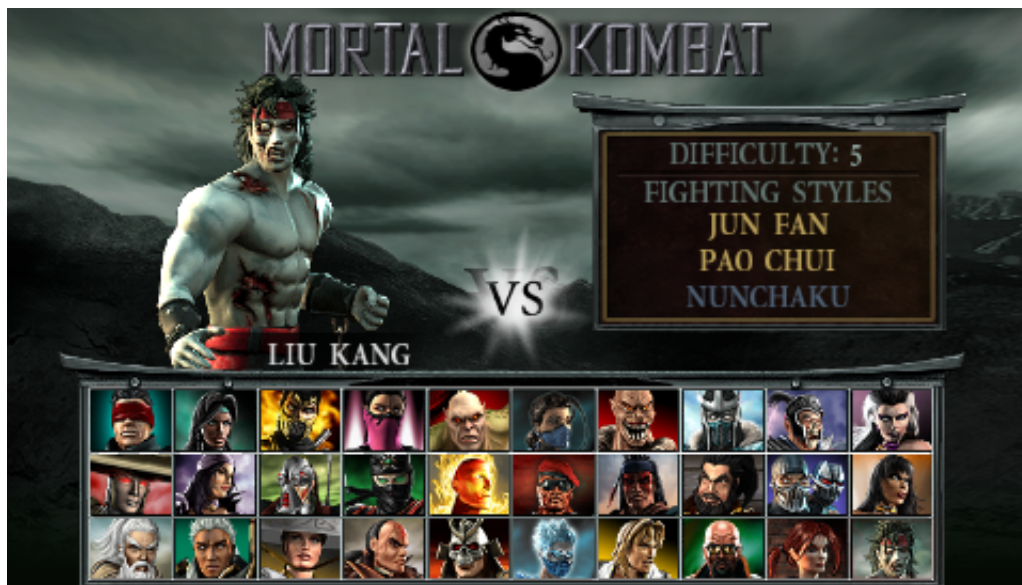 MORTAL KOMBAT
DIFFICULTY: 5
FIGHTING STYLES
JUN FAN
PAO CHUI
NUNCHAKU
VS
LIU KANG